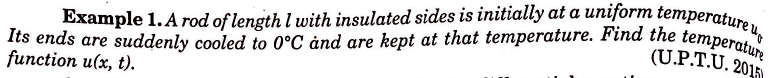 Example 1. A rod of length l with insulated sides is initially at a uniform temperature u₀
Its ends are suddenly cooled to 0°C and are kept at that temperature. Find the temperature
function u(x, t).
(U.P.T.U. 2015)